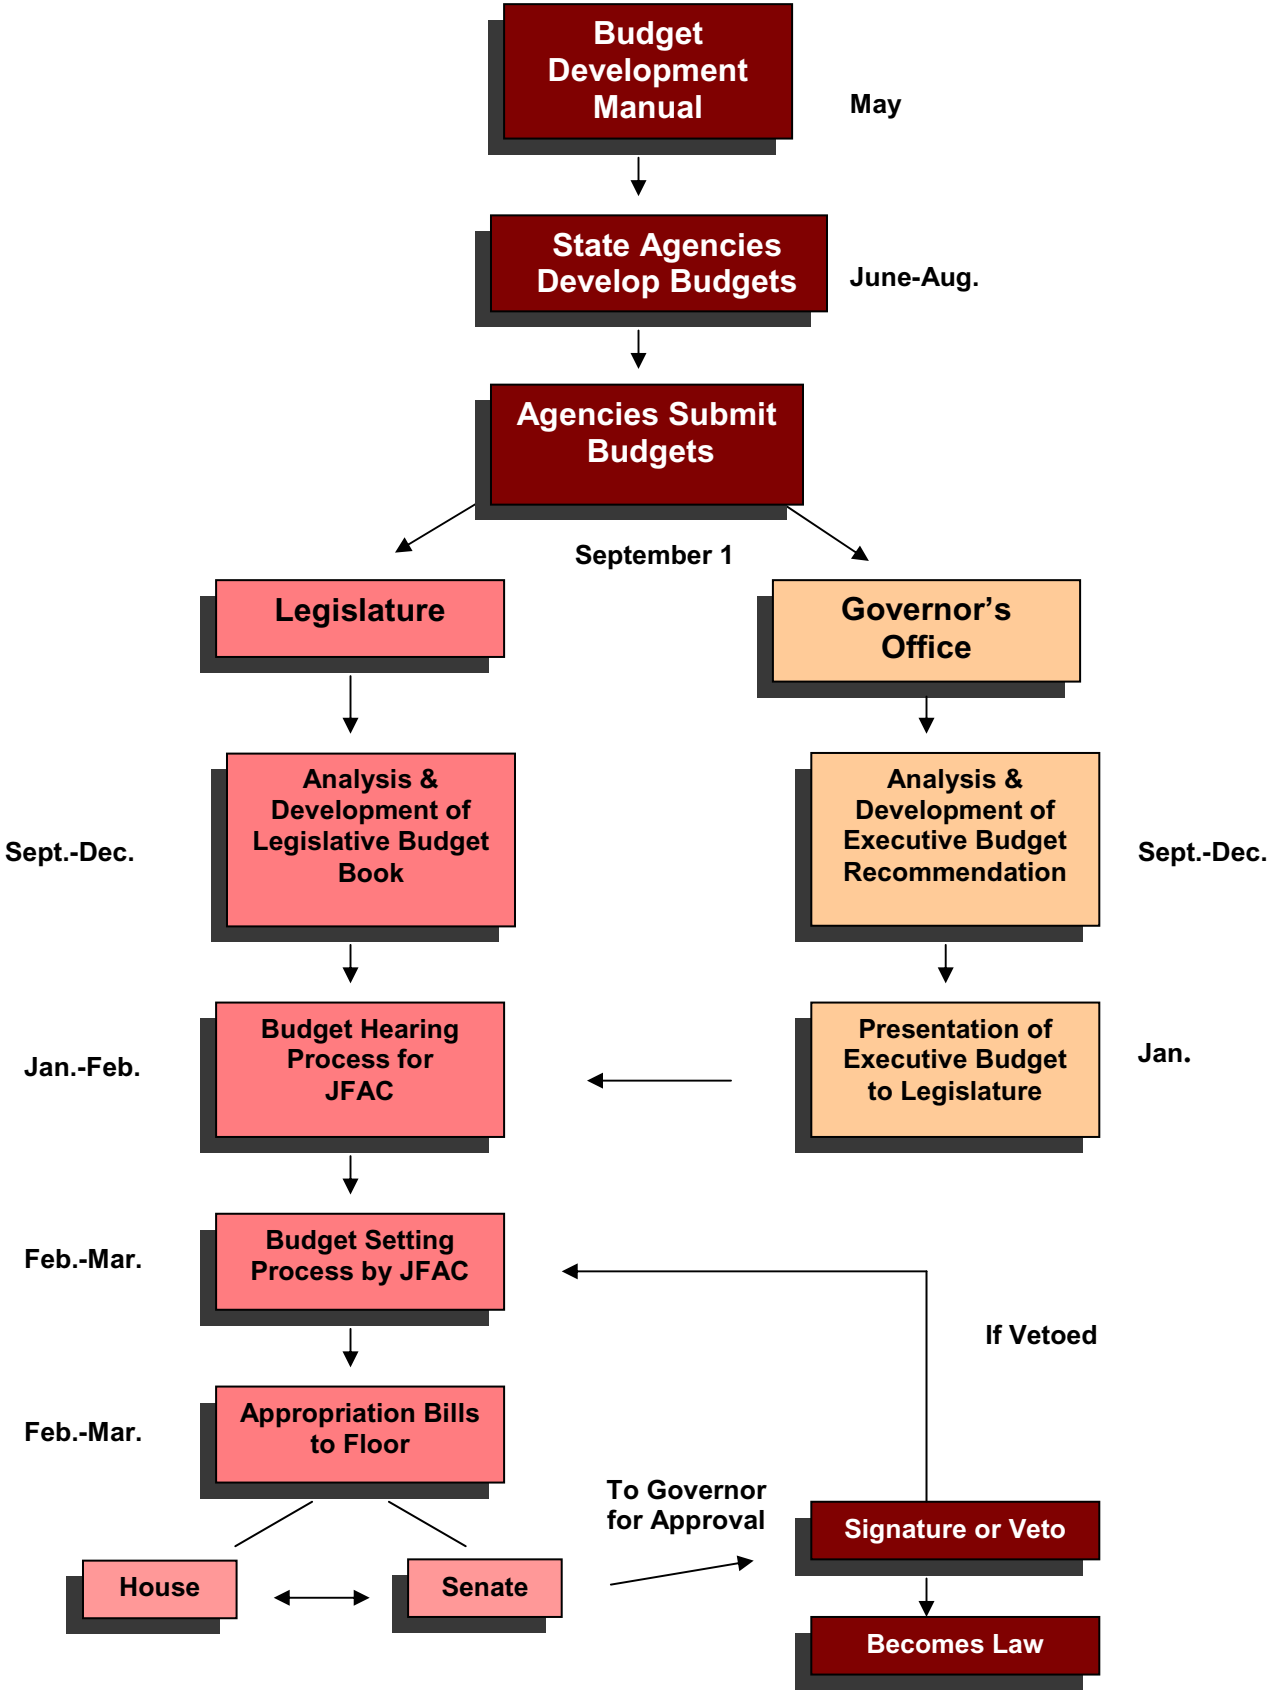 Budget
Development
Manual
May
State Agencies
Develop Budgets
June-Aug.
Agencies Submit
Budgets
September 1
Legislature
Governor’s
Office
Analysis &
Development of
Legislative Budget
Book
Sept.-Dec.
Analysis &
Development of
Executive Budget
Recommendation
Sept.-Dec.
Budget Hearing
Process for
JFAC
Jan.-Feb.
Presentation of
Executive Budget
to Legislature
Jan.
Budget Setting
Process by JFAC
Feb.-Mar.
If Vetoed
Appropriation Bills
to Floor
Feb.-Mar.
To Governor
for Approval
Signature or Veto
House
Senate
Becomes Law